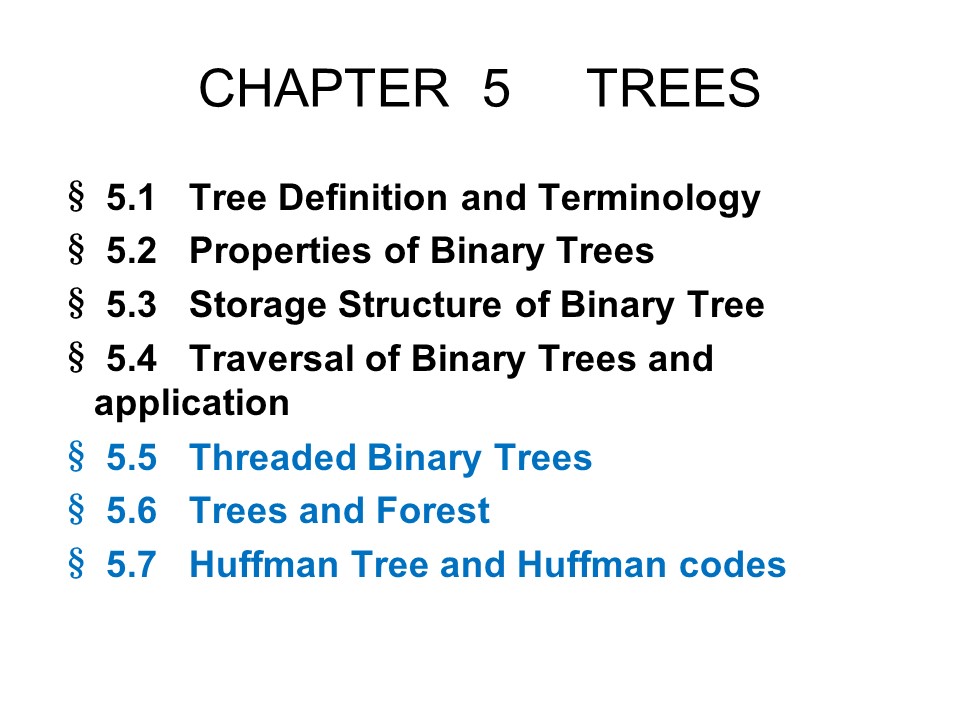 CHAPTER 5 TREES
§ 5.1 Tree Definition and Terminology
§ 5.2 Properties of Binary Trees
§ 5.3 Storage Structure of Binary Tree
§ 5.4 Traversal of Binary Trees and
application
§ 5.5 Threaded Binary Trees
§ 5.6 Trees and Forest
§ 5.7 Huffman Tree and Huffman codes